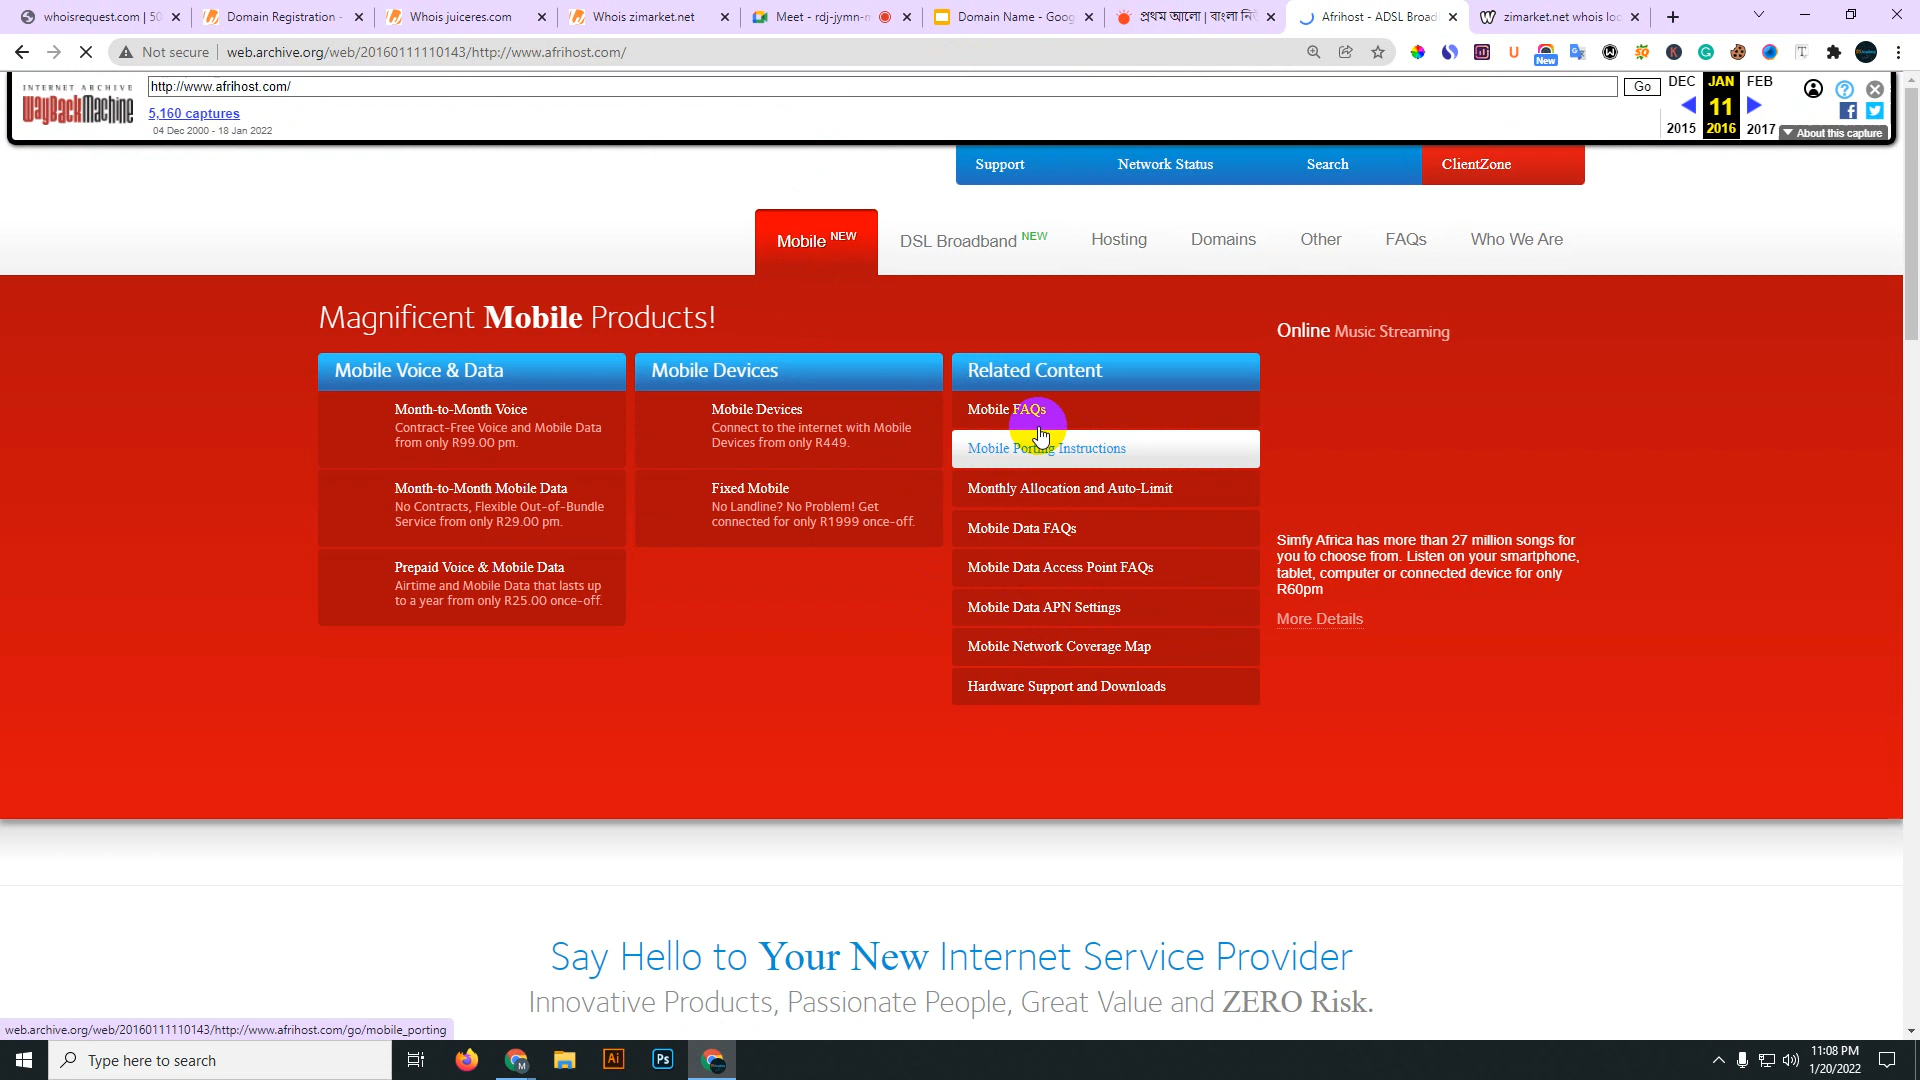 whoisrequest.com | 50
Domain Registration -
Whois juiceres.com
Whois zimarket.net
Meet - rdj-jymn-n
Domain Name - Goog
প্রথম আলো | বাংলা নি
Afrihost - ADSL Broad
zimarket.net whois loo
Not secure
web.archive.org/web/20160111110143/http://www.afrihost.com/
New
INTERNET ARCHIVE
WayBackMachine
http://www.afrihost.com/
Go
DEC
JAN
FEB
5,160 captures
11
04 Dec 2000 - 18 Jan 2022
2015
2016
2017
About this capture
Support
Network Status
Search
ClientZone
Mobile NEW
DSL Broadband NEW
Hosting
Domains
Other
FAQs
Who We Are
Magnificent Mobile Products!
Mobile Voice & Data
Month-to-Month Voice
Contract-Free Voice and Mobile Data
from only R99.00 pm.
Month-to-Month Mobile Data
No Contracts, Flexible Out-of-Bundle
Service from only R29.00 pm.
Prepaid Voice & Mobile Data
Airtime and Mobile Data that lasts up
to a year from only R25.00 once-off.
Mobile Devices
Mobile Devices
Connect to the internet with Mobile
Devices from only R449.
Fixed Mobile
No Landline? No Problem! Get
connected for only R1999 once-off.
Related Content
Mobile FAQs
Mobile Porting Instructions
Monthly Allocation and Auto-Limit
Mobile Data FAQs
Mobile Data Access Point FAQs
Mobile Data APN Settings
Mobile Network Coverage Map
Hardware Support and Downloads
Online Music Streaming
Simfy Africa has more than 27 million songs for
you to choose from. Listen on your smartphone,
tablet, computer or connected device for only
R60pm
More Details
Say Hello to Your New Internet Service Provider
Innovative Products, Passionate People, Great Value and ZERO Risk.
web.archive.org/web/20160111110143/http://www.afrihost.com/go/mobile_porting
Type here to search
Ai
Ps
11:08 PM
1/20/2022